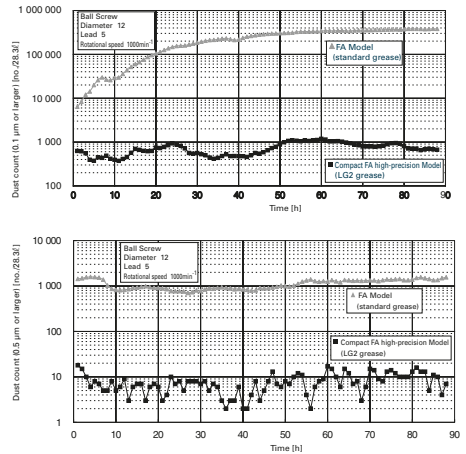 Dust count (0.1 µm or larger) [no./28.3ℓ]
1 000 000
100 000
10 000
1 000
100
Ball Screw
Diameter 12
Lead 5
Rotational speed 1000min-1
FA Model
(standard grease)
Compact FA high-precision Model
(LG2 grease)
0 10 20 30 40 50 60 70 80 90
Time [h]
Dust count (0.5 µm or larger) [no./28.3ℓ]
10 000
1 000
100
10
1
Ball Screw
Diameter 12
Lead 5
Rotational speed 1000min-1
FA Model
(standard grease)
Compact FA high-precision Model
(LG2 grease)
0 10 20 30 40 50 60 70 80 90
Time [h]